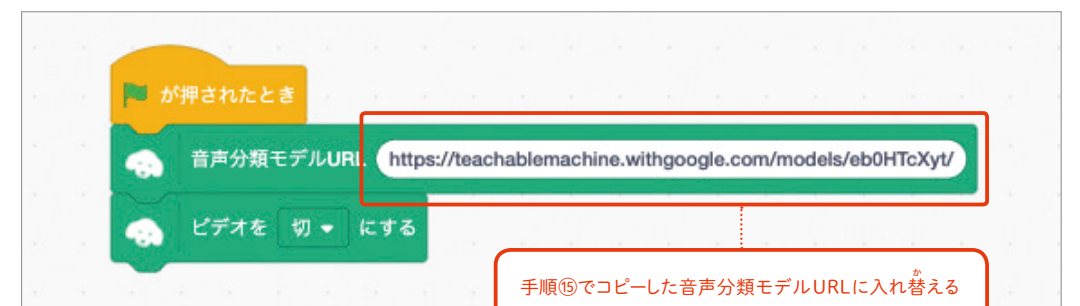 が押されたとき
音声分類モデルURL https://teachablemachine.withgoogle.com/models/eb0HTcXyt/
ビデオを 切 にする
か
手順⑮でコピーした音声分類モデルURLに入れ替える